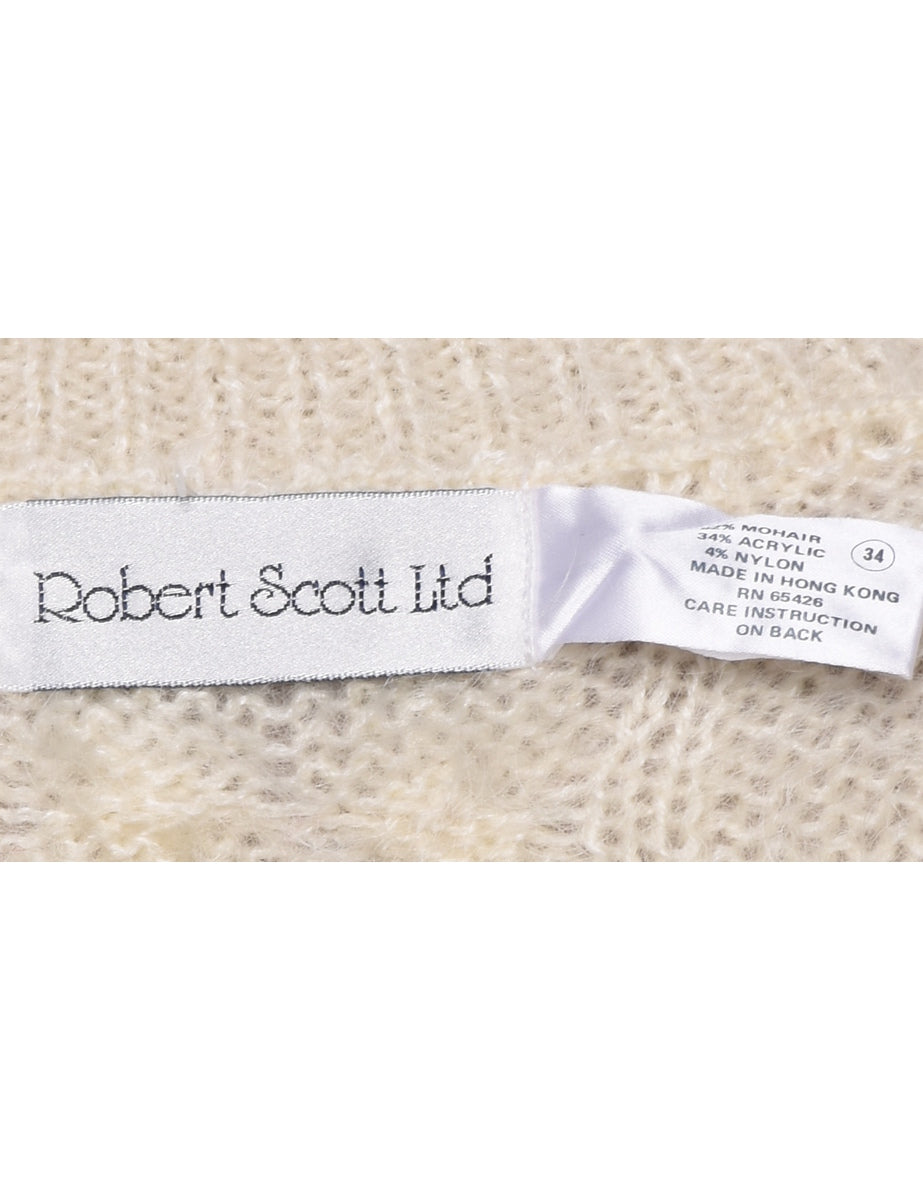 Robert Scott Ltd
MOHAIR
34% ACRYLIC
4% NYLON
34
MADE IN HONG KONG
RN 65426
CARE INSTRUCTION
ON BACK